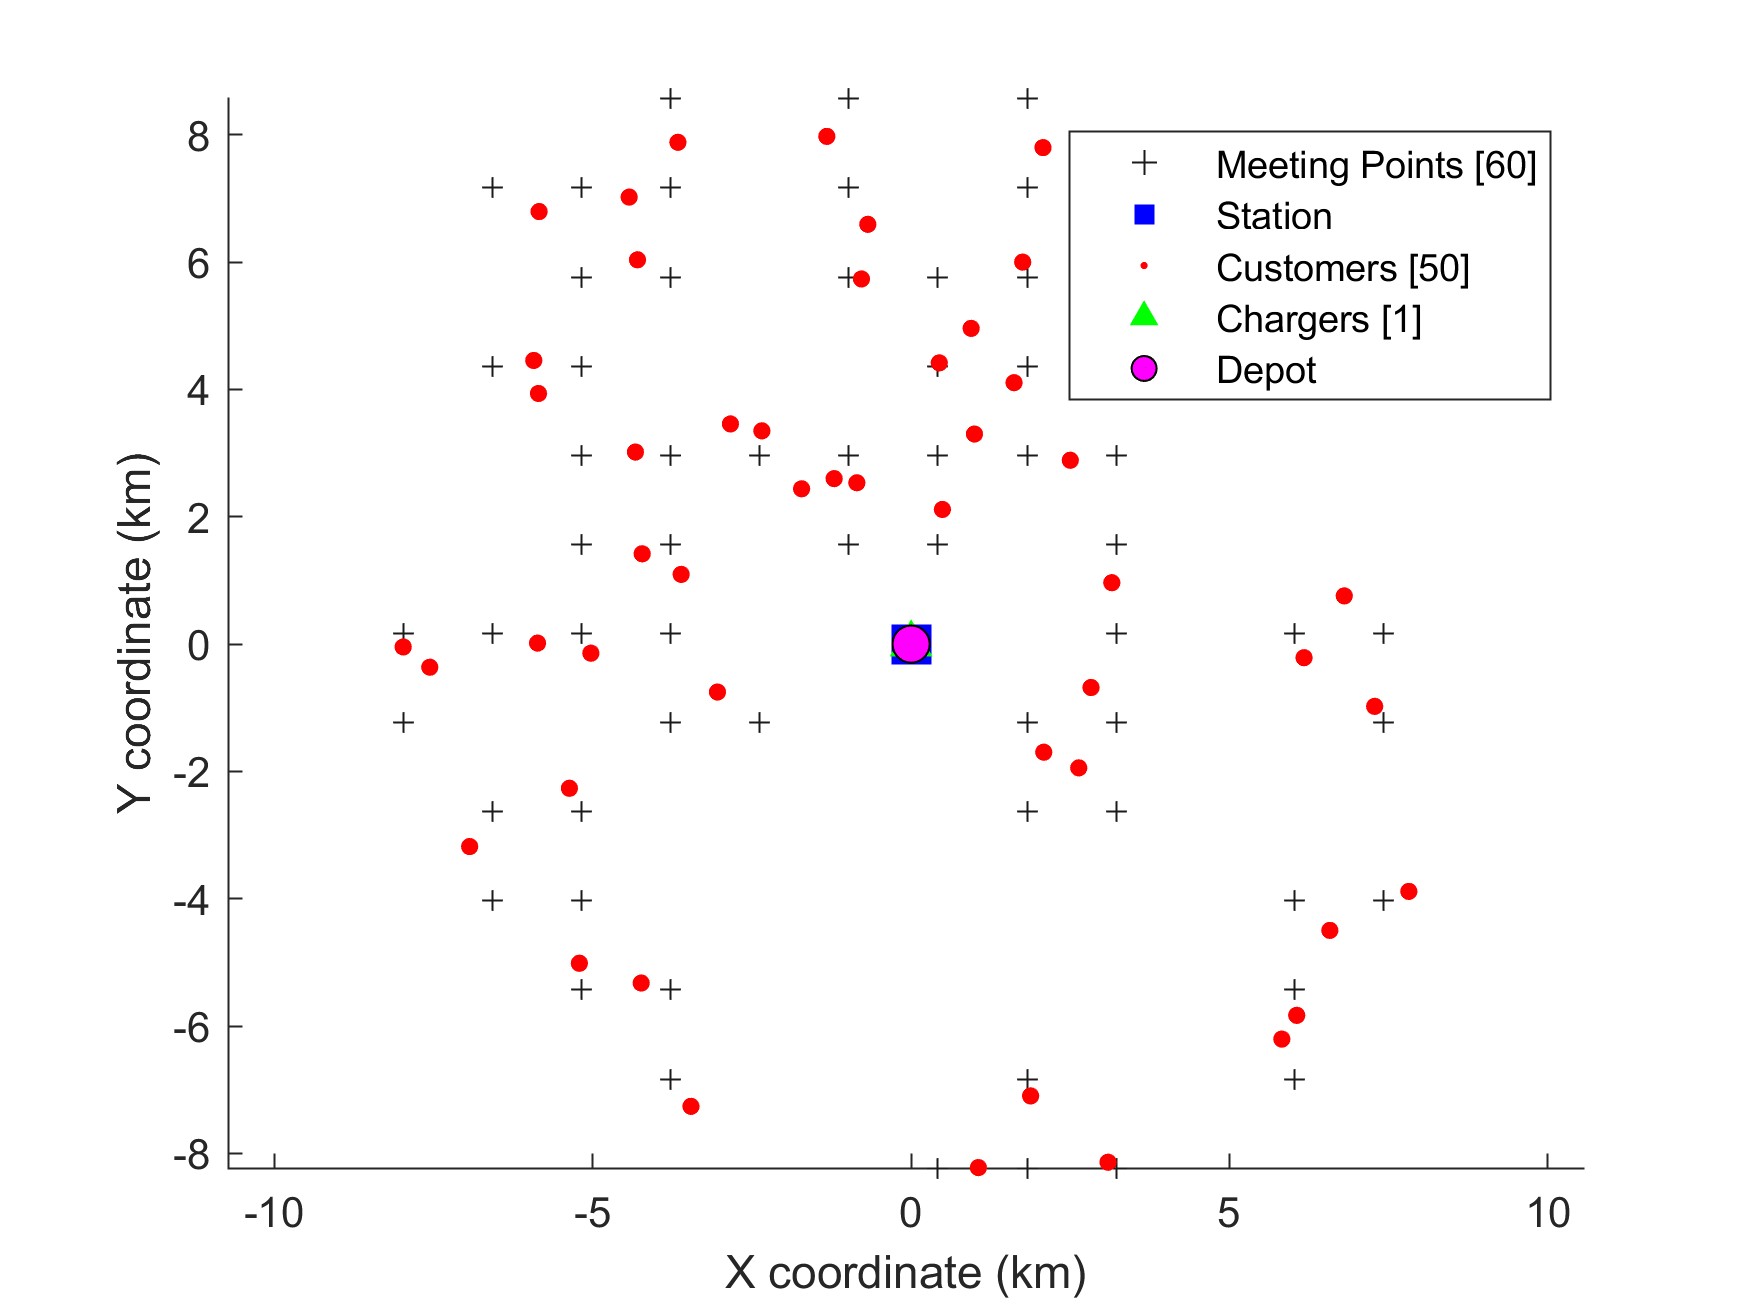 8
6
4
2
0
-2
-4
-6
-8
Y coordinate (km)
Meeting Points [60]
Station
Customers [50]
Chargers [1]
Depot
-10 -5 0 5 10
X coordinate (km)